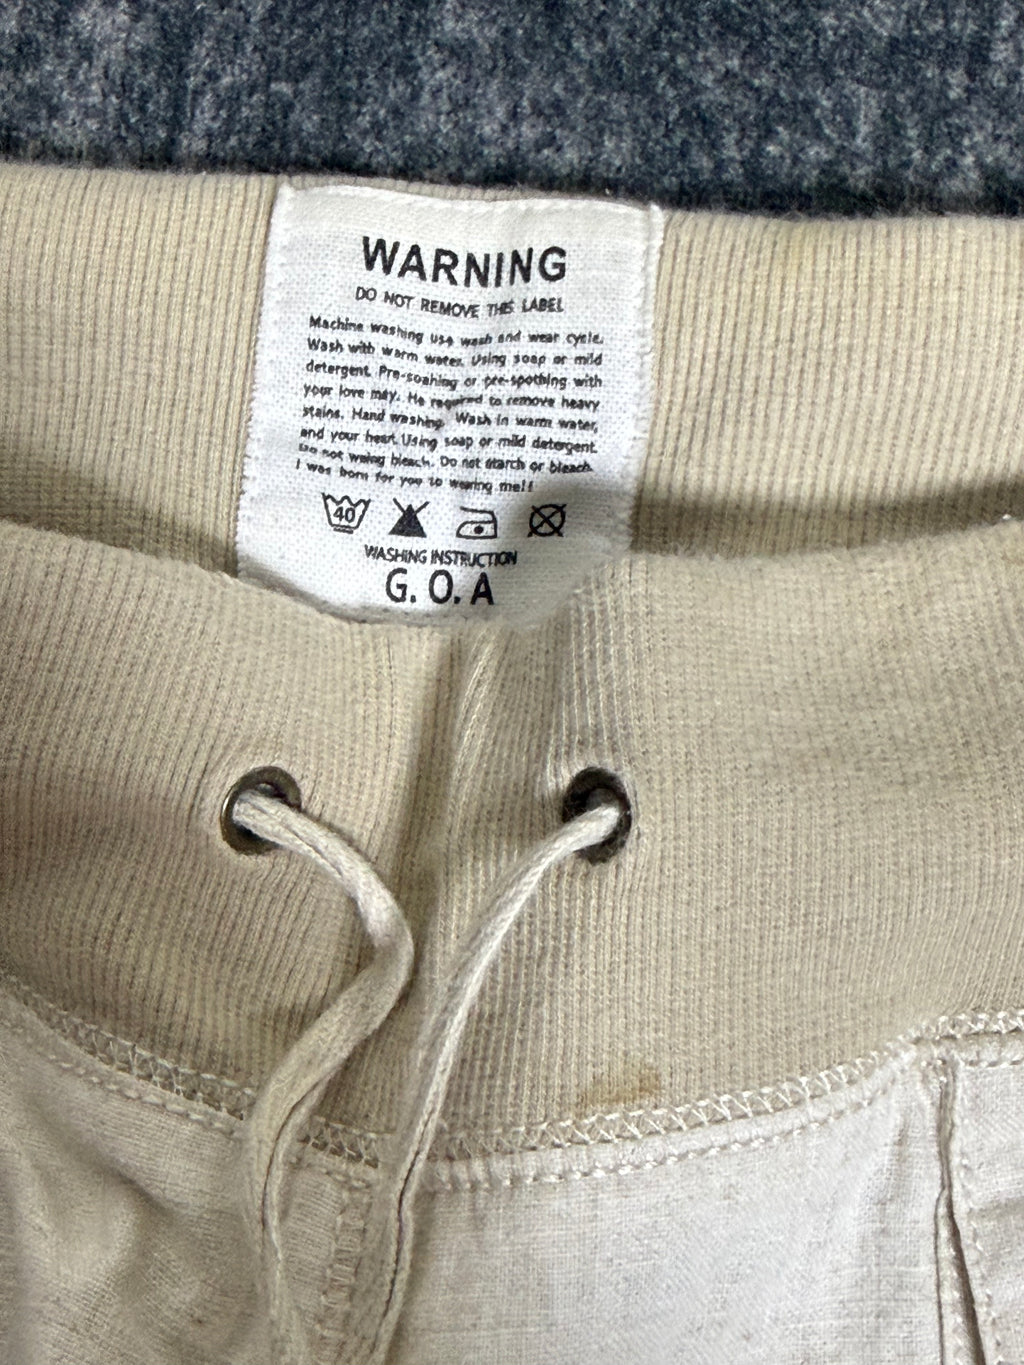 WARNING
DO NOT REMOVE THIS LABEL
Machine washing use wash and wear cycle.
Wash with warm water. Using soap or mild
detergent. Pre-soahing or pre-spothing with
your love may. He required to remove heavy
stains. Hand washing. Wash in warm water,
and your heart. Using soap or mild detergent.
Do not using bleach. Do not starch or bleach.
I was born for you to wearing me!!
40
WASHING INSTRUCTION
G.O.A